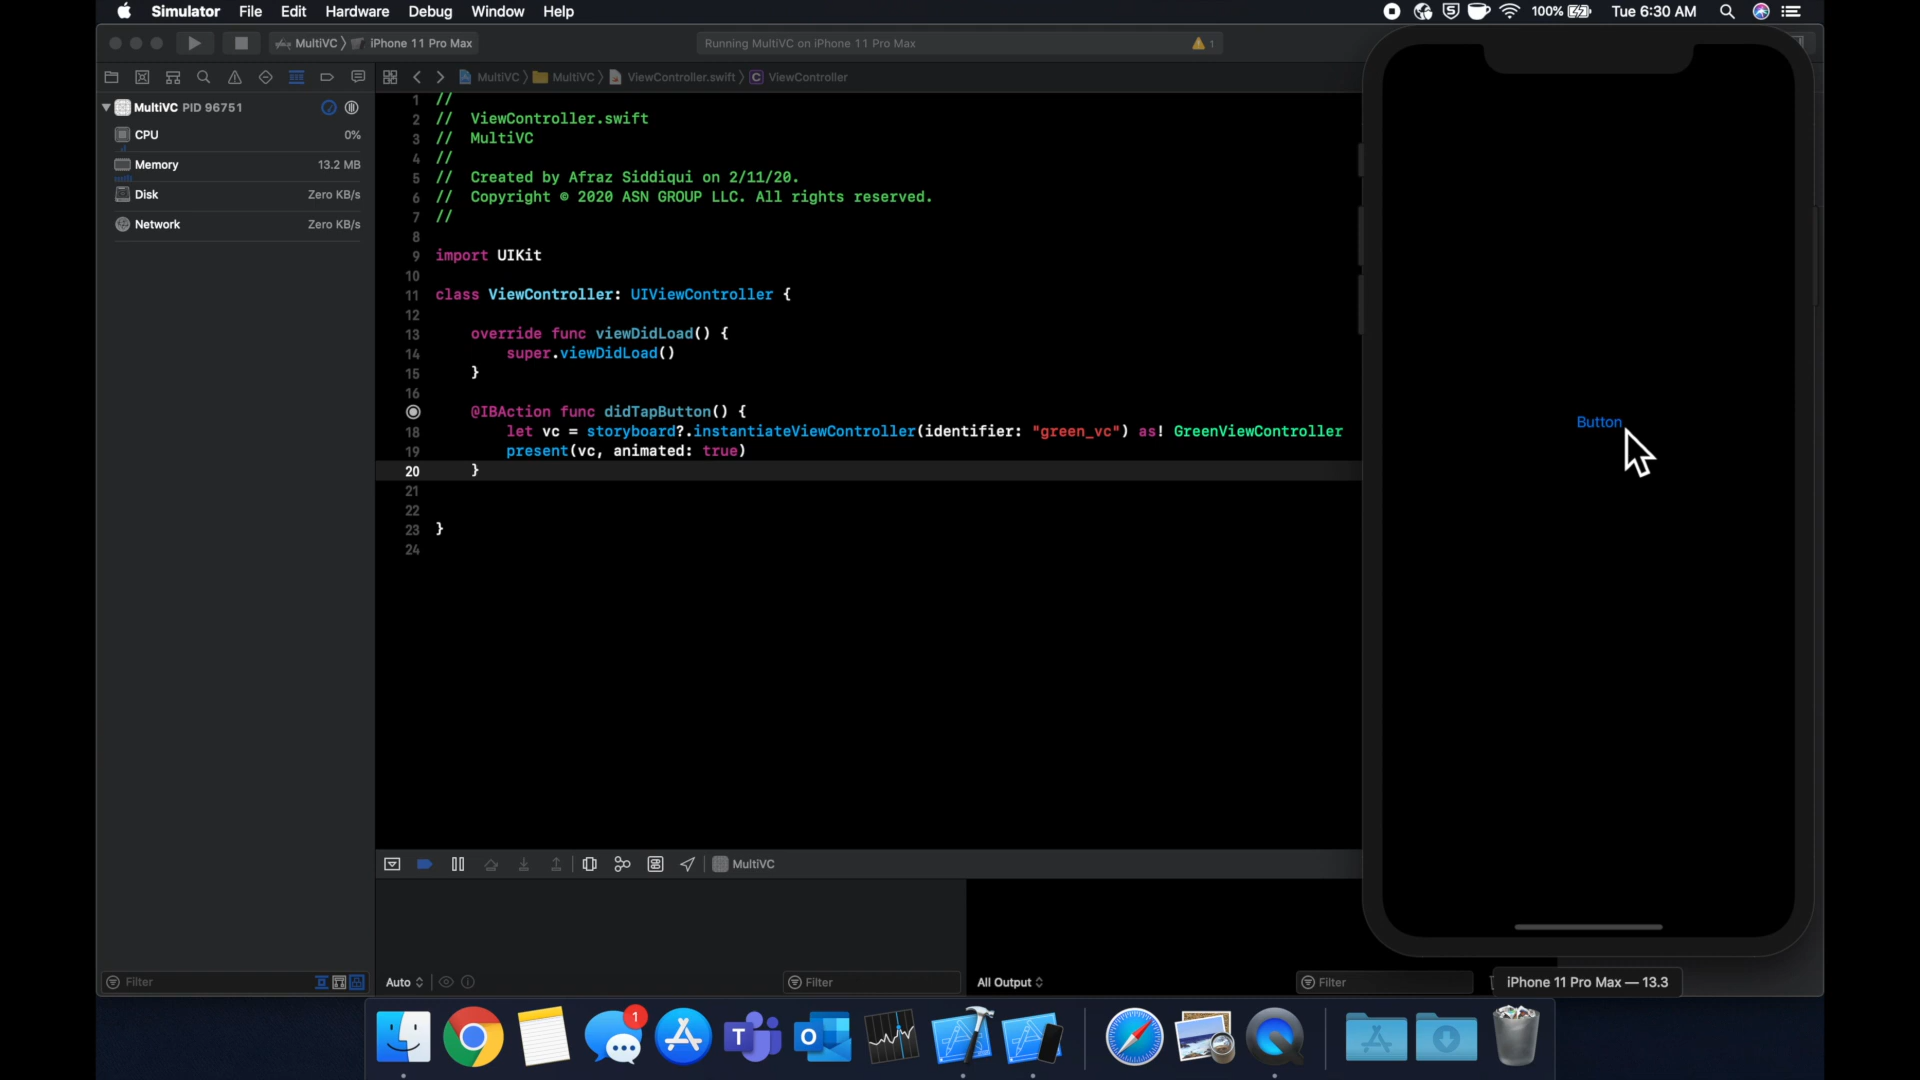 Simulator File Edit Hardware Debug Window Help 100% Tue 6:30 AM
MultiVC iPhone 11 Pro Max Running MultiVC on iPhone 11 Pro Max 1
MultiVC MultiVC ViewController.swift C ViewController
MultiVC PID 96751
CPU 0%
Memory 13.2 MB
Disk Zero KB/s
Network Zero KB/s
1 //
2 // ViewController.swift
3 // MultiVC
4 //
5 // Created by Afraz Siddiqui on 2/11/20.
6 // Copyright © 2020 ASN GROUP LLC. All rights reserved.
7 //
8
9 import UIKit
10
11 class ViewController: UIViewController {
12
13 override func viewDidLoad() {
14 super.viewDidLoad()
15 }
16
@IBAction func didTapButton() {
18 let vc = storyboard?.instantiateViewController(identifier: "green_vc") as! GreenViewController
19 present(vc, animated: true)
20 }
21
22
23 }
24
Button
MultiVC
Filter Auto Filter All Output Filter iPhone 11 Pro Max — 13.3
1